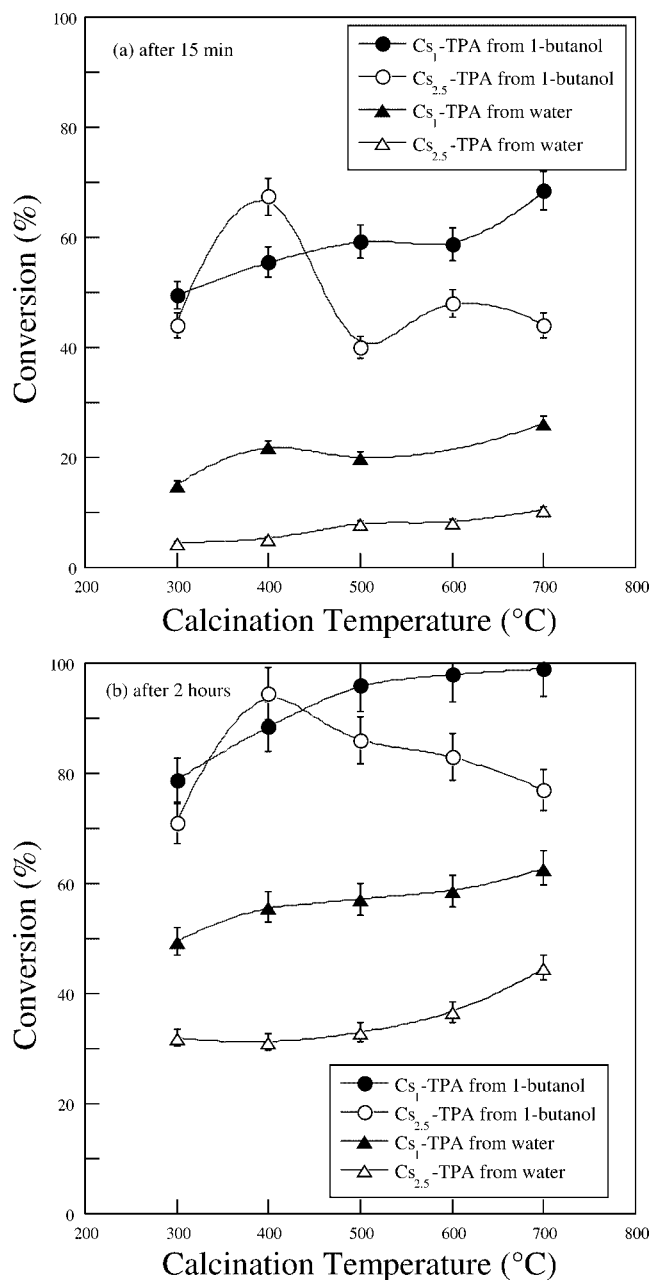 (a) after 15 min
Cs1-TPA from 1-butanol
Cs2.5-TPA from 1-butanol
Cs1-TPA from water
Cs2.5-TPA from water
Conversion (%)
100
80
60
40
20
0
200 300 400 500 600 700 800
Calcination Temperature (°C)
(b) after 2 hours
Conversion (%)
100
80
60
40
20
0
Cs1-TPA from 1-butanol
Cs2.5-TPA from 1-butanol
Cs1-TPA from water
Cs2.5-TPA from water
200 300 400 500 600 700 800
Calcination Temperature (°C)